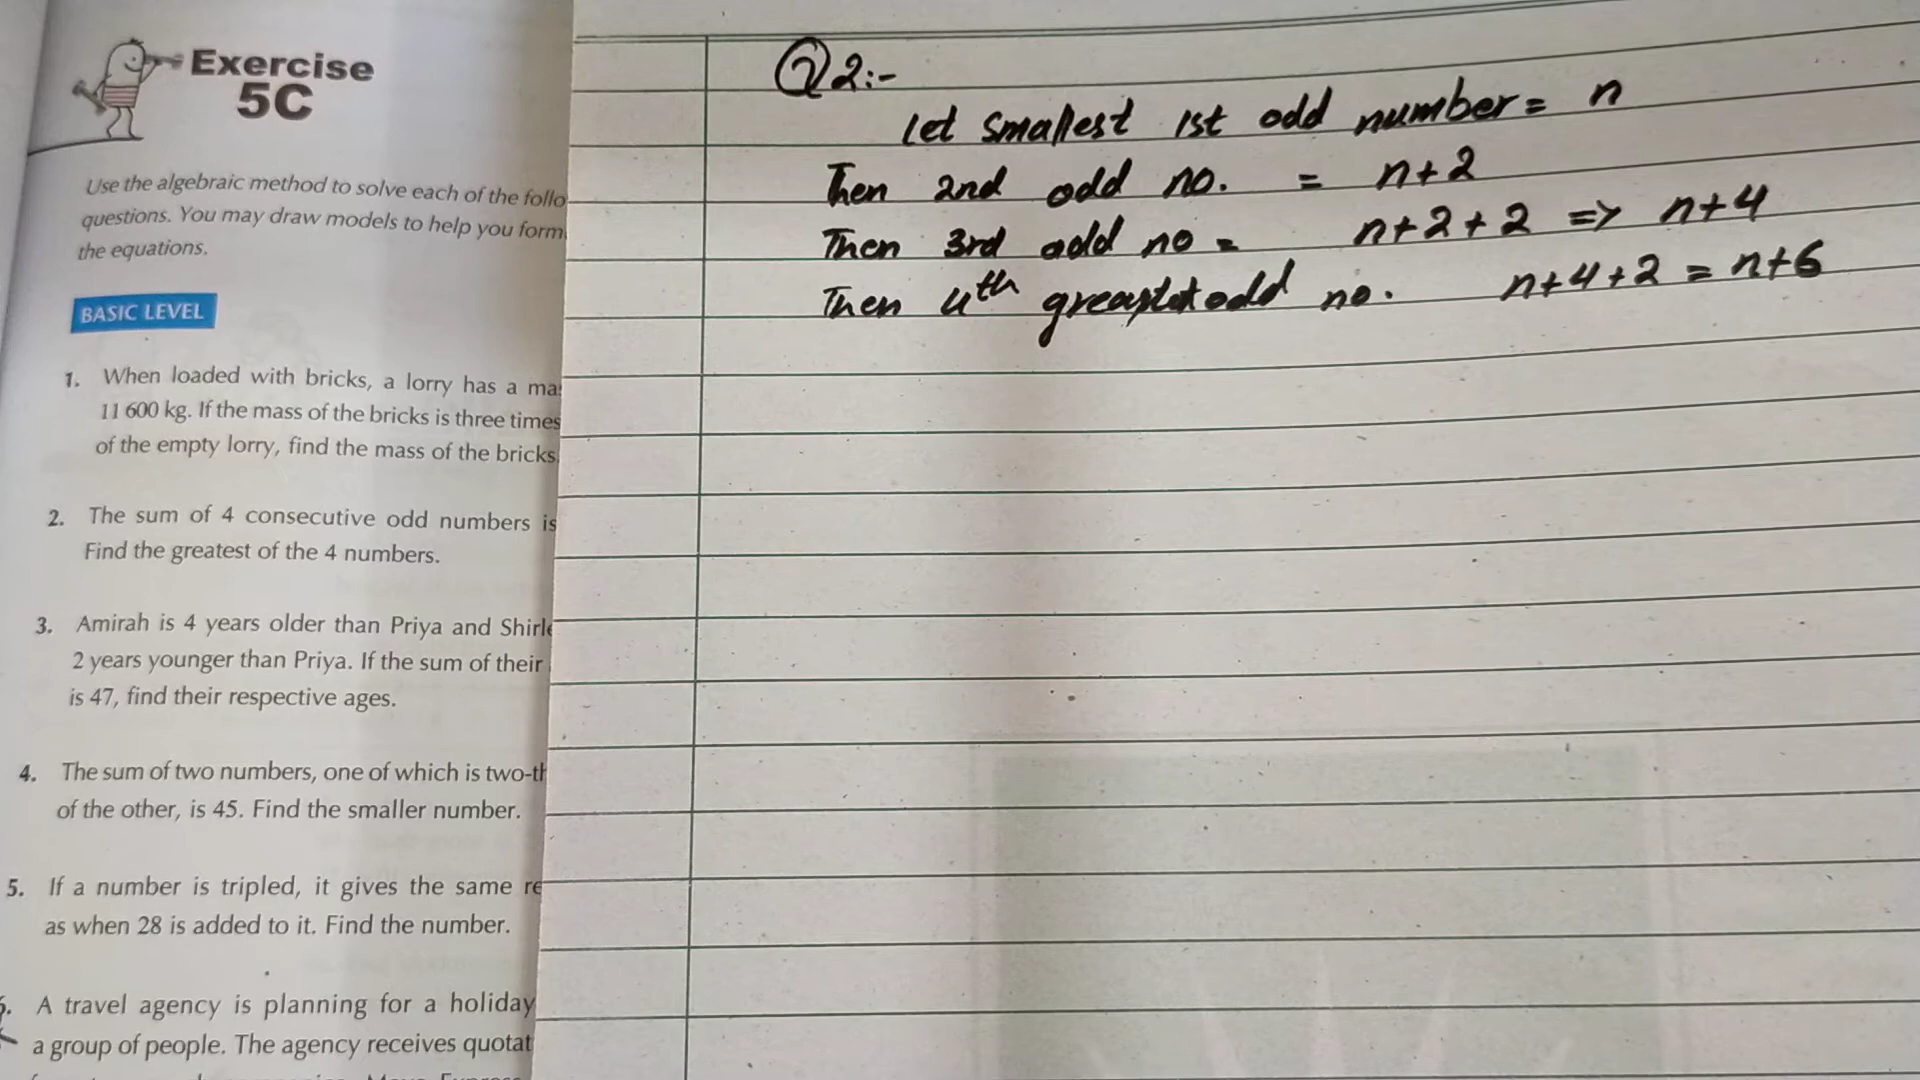 Exercise
5C
Use the algebraic method to solve each of the follo
questions. You may draw models to help you form
the equations.
BASIC LEVEL
1. When loaded with bricks, a lorry has a mas
11 600 kg. If the mass of the bricks is three times
of the empty lorry, find the mass of the bricks
2. The sum of 4 consecutive odd numbers is
Find the greatest of the 4 numbers.
3. Amirah is 4 years older than Priya and Shirle
2 years younger than Priya. If the sum of their
is 47, find their respective ages.
4. The sum of two numbers, one of which is two-th
of the other, is 45. Find the smaller number.
5. If a number is tripled, it gives the same re
as when 28 is added to it. Find the number.
6. A travel agency is planning for a holiday
a group of people. The agency receives quotat
Q2:-
Let smallest 1st odd number = n
Then 2nd odd no. = n+2
Then 3rd odd no = n+2+2 => n+4
Then 4th odd no. n+4+2 = n+6